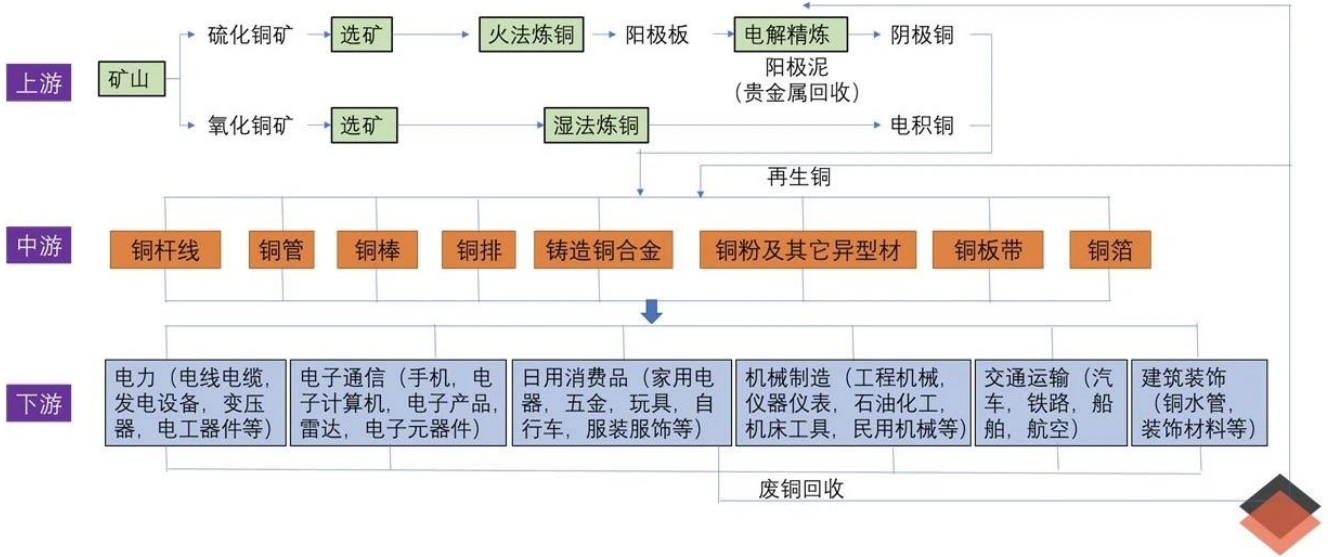 上游
矿山
硫化铜矿
选矿
火法炼铜
阳极板
电解精炼
阴极铜
阳极泥
（贵金属回收）
氧化铜矿
选矿
湿法炼铜
电积铜
再生铜
中游
铜杆线
铜管
铜棒
铜排
铸造铜合金
铜粉及其它异型材
铜板带
铜箔
下游
电力（电线电缆，
发电设备，变压
器，电工器件等）
电子通信（手机，电
子计算机，电子产品，
雷达，电子元器件）
日用消费品（家用电
器，五金，玩具，自
行车，服装服饰等）
机械制造（工程机械，
仪器仪表，石油化工，
机床工具，民用机械等）
交通运输（汽
车，铁路，船
舶，航空）
建筑装饰
（铜水管，
装饰材料等）
废铜回收